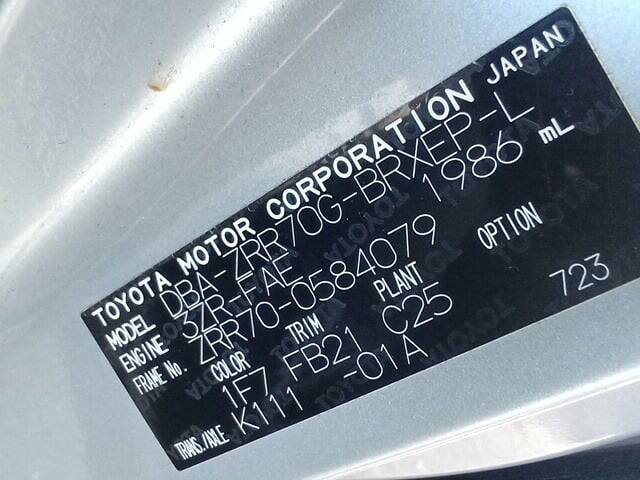 TOYOTA MOTOR CORPORATION JAPAN
MODEL DBA-ZRR70G-BRXEP-L
ENGINE 3ZR-FAE 1986 mL
FRAME No. ZRR70-0584079
COLOR TRIM PLANT OPTION
1F7 FB21 C25 723
TRANS./AXLE K111 -01A